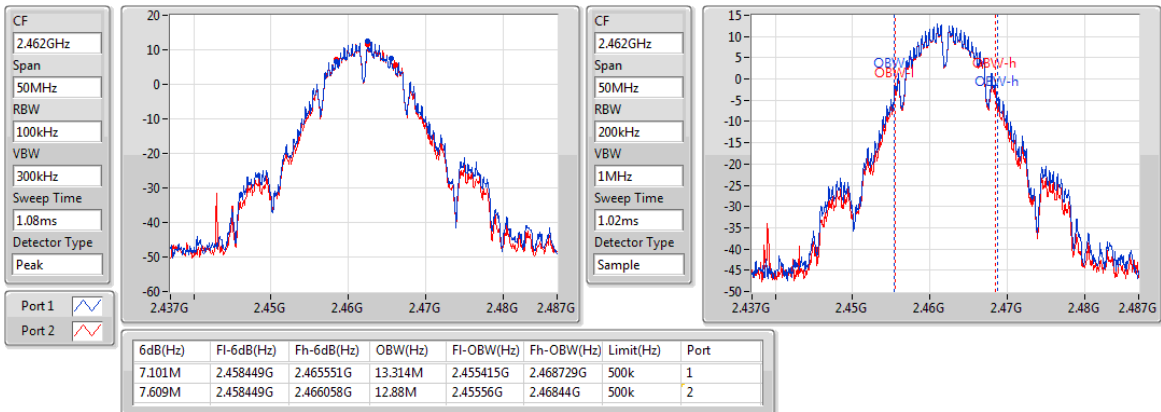 CF
2.462GHz
Span
50MHz
RBW
100kHz
VBW
300kHz
Sweep Time
1.08ms
Detector Type
Peak
Port 1
Port 2
20
10
0
-10
-20
-30
-40
-50
-60
2.437G
2.45G
2.46G
2.47G
2.48G
2.487G
CF
2.462GHz
Span
50MHz
RBW
200kHz
VBW
1MHz
Sweep Time
1.02ms
Detector Type
Sample
15
10
5
0
-5
-10
-15
-20
-25
-30
-35
-40
-45
-50
OBW-l
OBW-l
OBW-h
OBW-h
2.437G
2.45G
2.46G
2.47G
2.48G
2.487G
6dB(Hz) Fl-6dB(Hz) Fh-6dB(Hz) OBW(Hz) Fl-OBW(Hz) Fh-OBW(Hz) Limit(Hz) Port
7.101M 2.458449G 2.465551G 13.314M 2.455415G 2.468729G 500k 1
7.609M 2.458449G 2.466058G 12.88M 2.45556G 2.46844G 500k 2